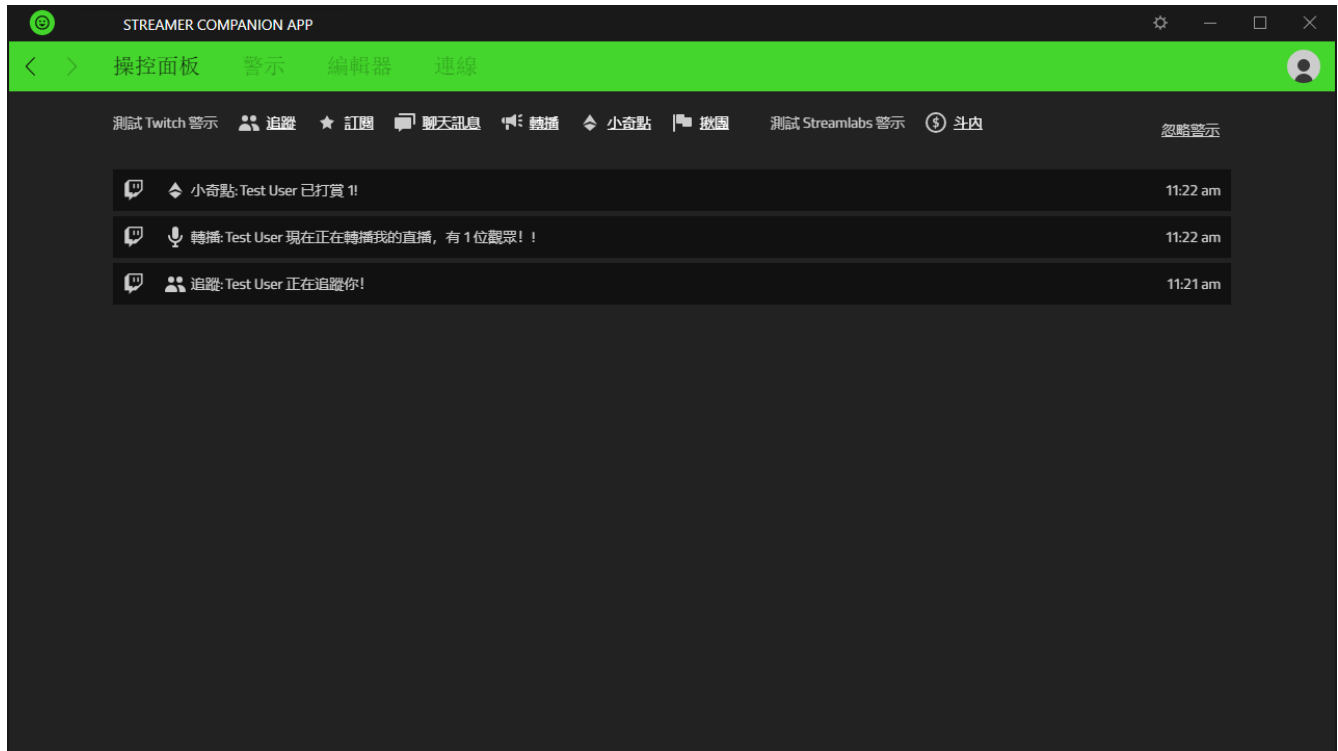 STREAMER COMPANION APP
操控面板 警示 編輯器 連線
測試 Twitch 警示 追蹤 訂閱 聊天訊息 轉播 小奇點 揪團 測試 Streamlabs 警示 斗内 忽略警示
小奇點: Test User 已打賞 1! 11:22 am
轉播: Test User 現在正在轉播我的直播，有 1 位觀眾！！ 11:22 am
追蹤: Test User 正在追蹤你！ 11:21 am